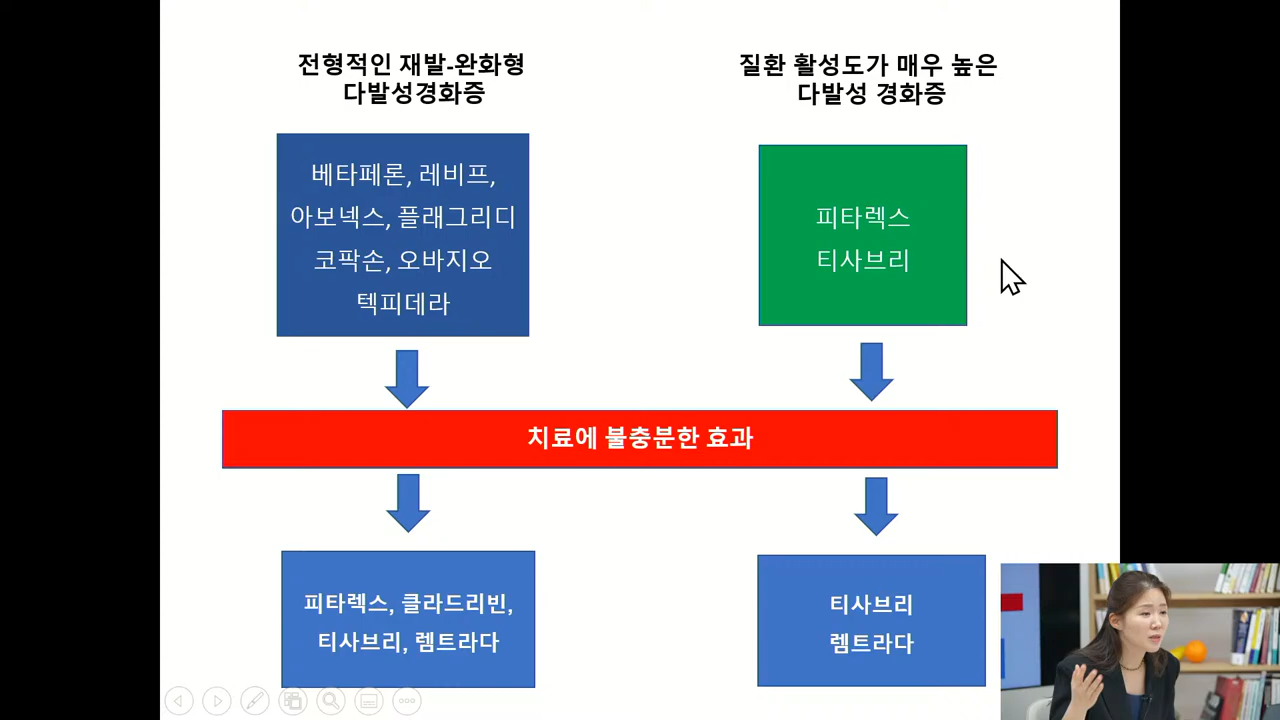 전형적인 재발-완화형
다발성경화증
베타페론, 레비프,
아보넥스, 플래그리디
코팍손, 오바지오
텍피데라
질환 활성도가 매우 높은
다발성 경화증
피타렉스
티사브리
치료에 불충분한 효과
피타렉스, 클라드리빈,
티사브리, 렘트라다
티사브리
렘트라다